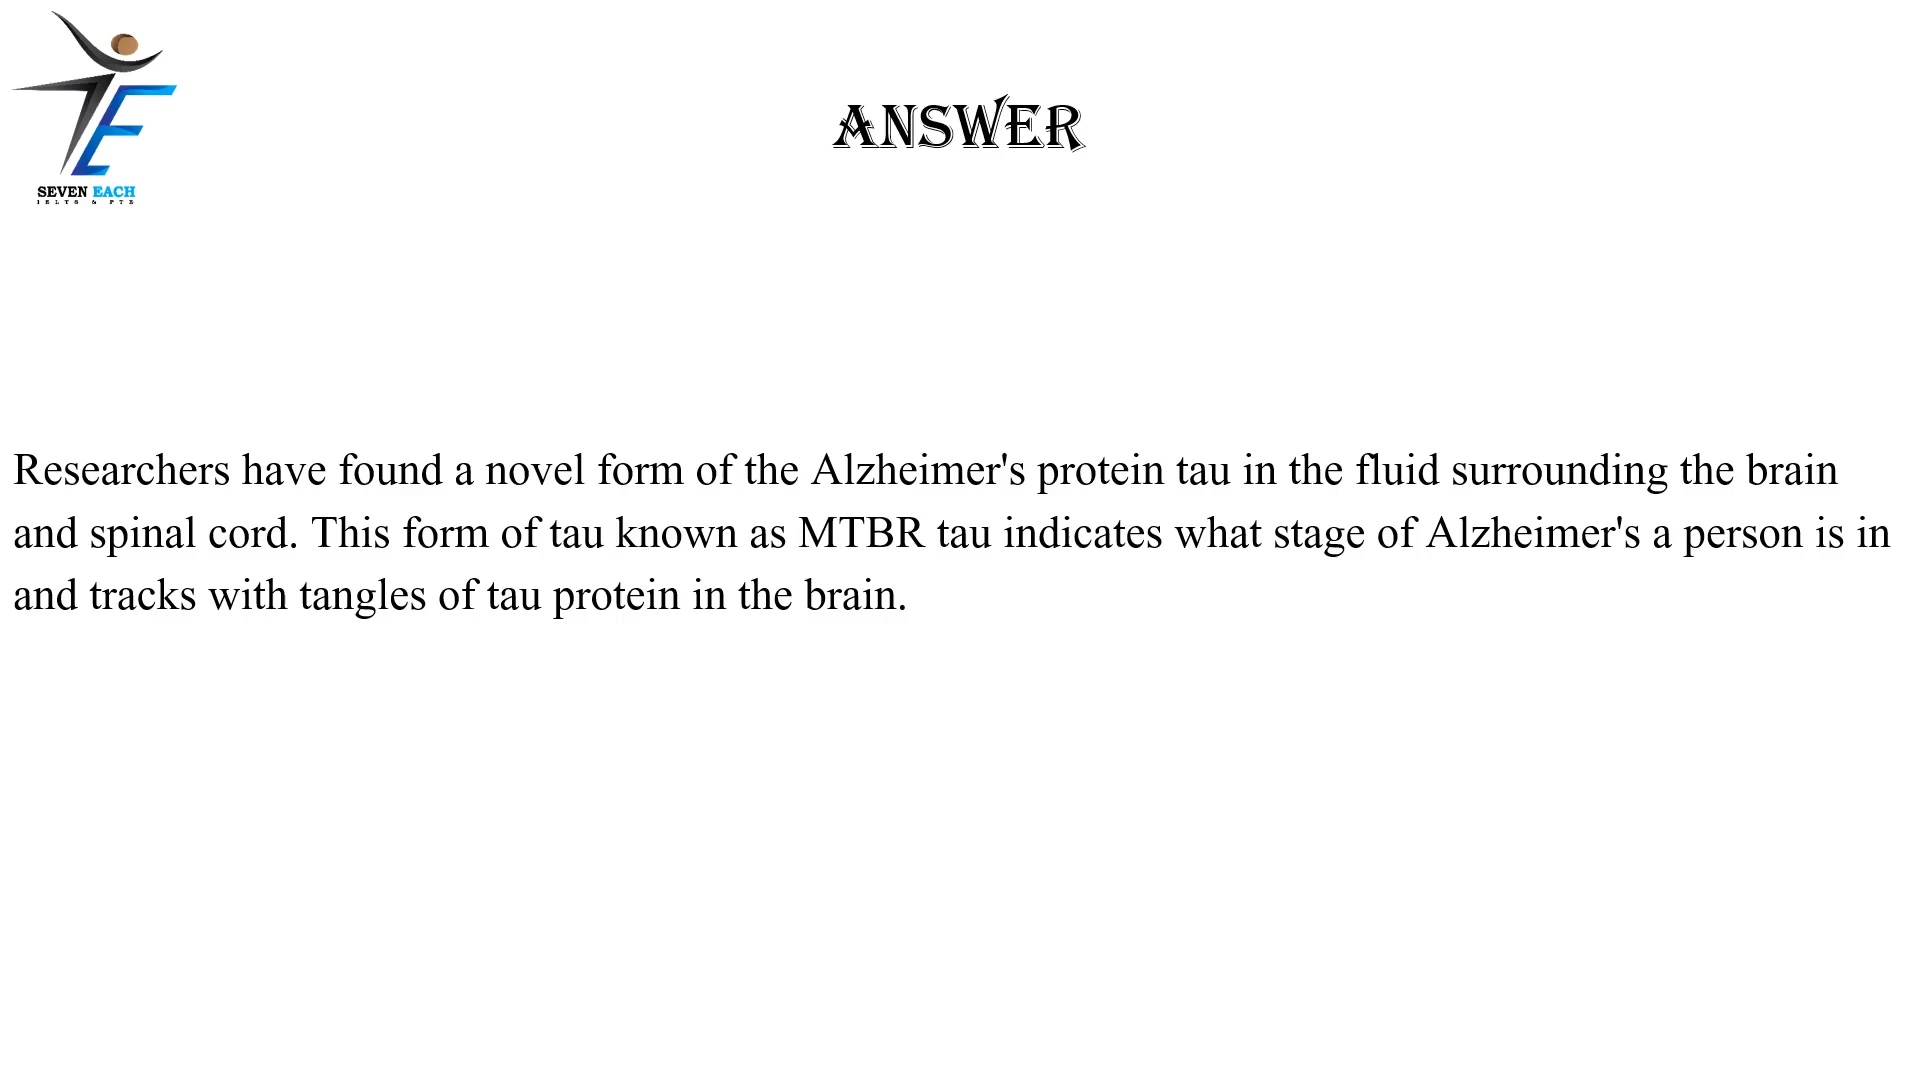 SEVEN EACH
IELTS & PTE
ANSWER
Researchers have found a novel form of the Alzheimer's protein tau in the fluid surrounding the brain
and spinal cord. This form of tau known as MTBR tau indicates what stage of Alzheimer's a person is in
and tracks with tangles of tau protein in the brain.